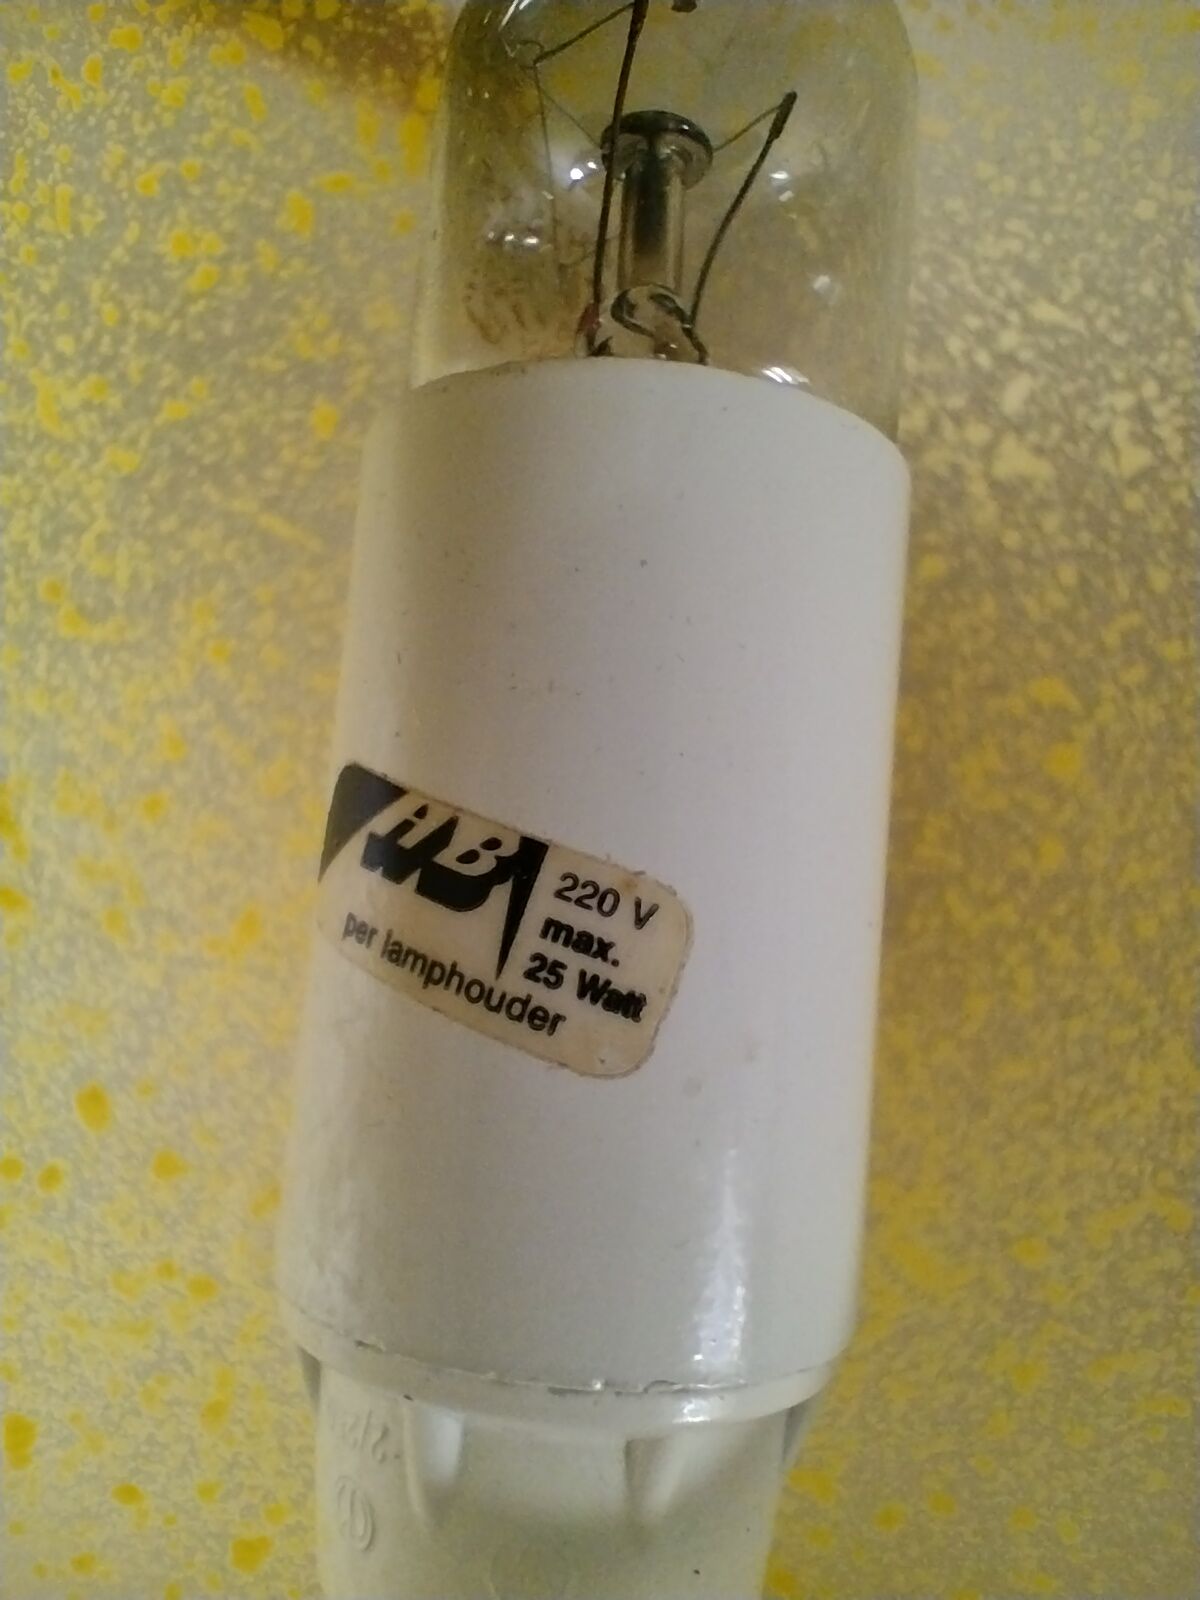 HB
220 V
max.
25 Watt
per lamphouder